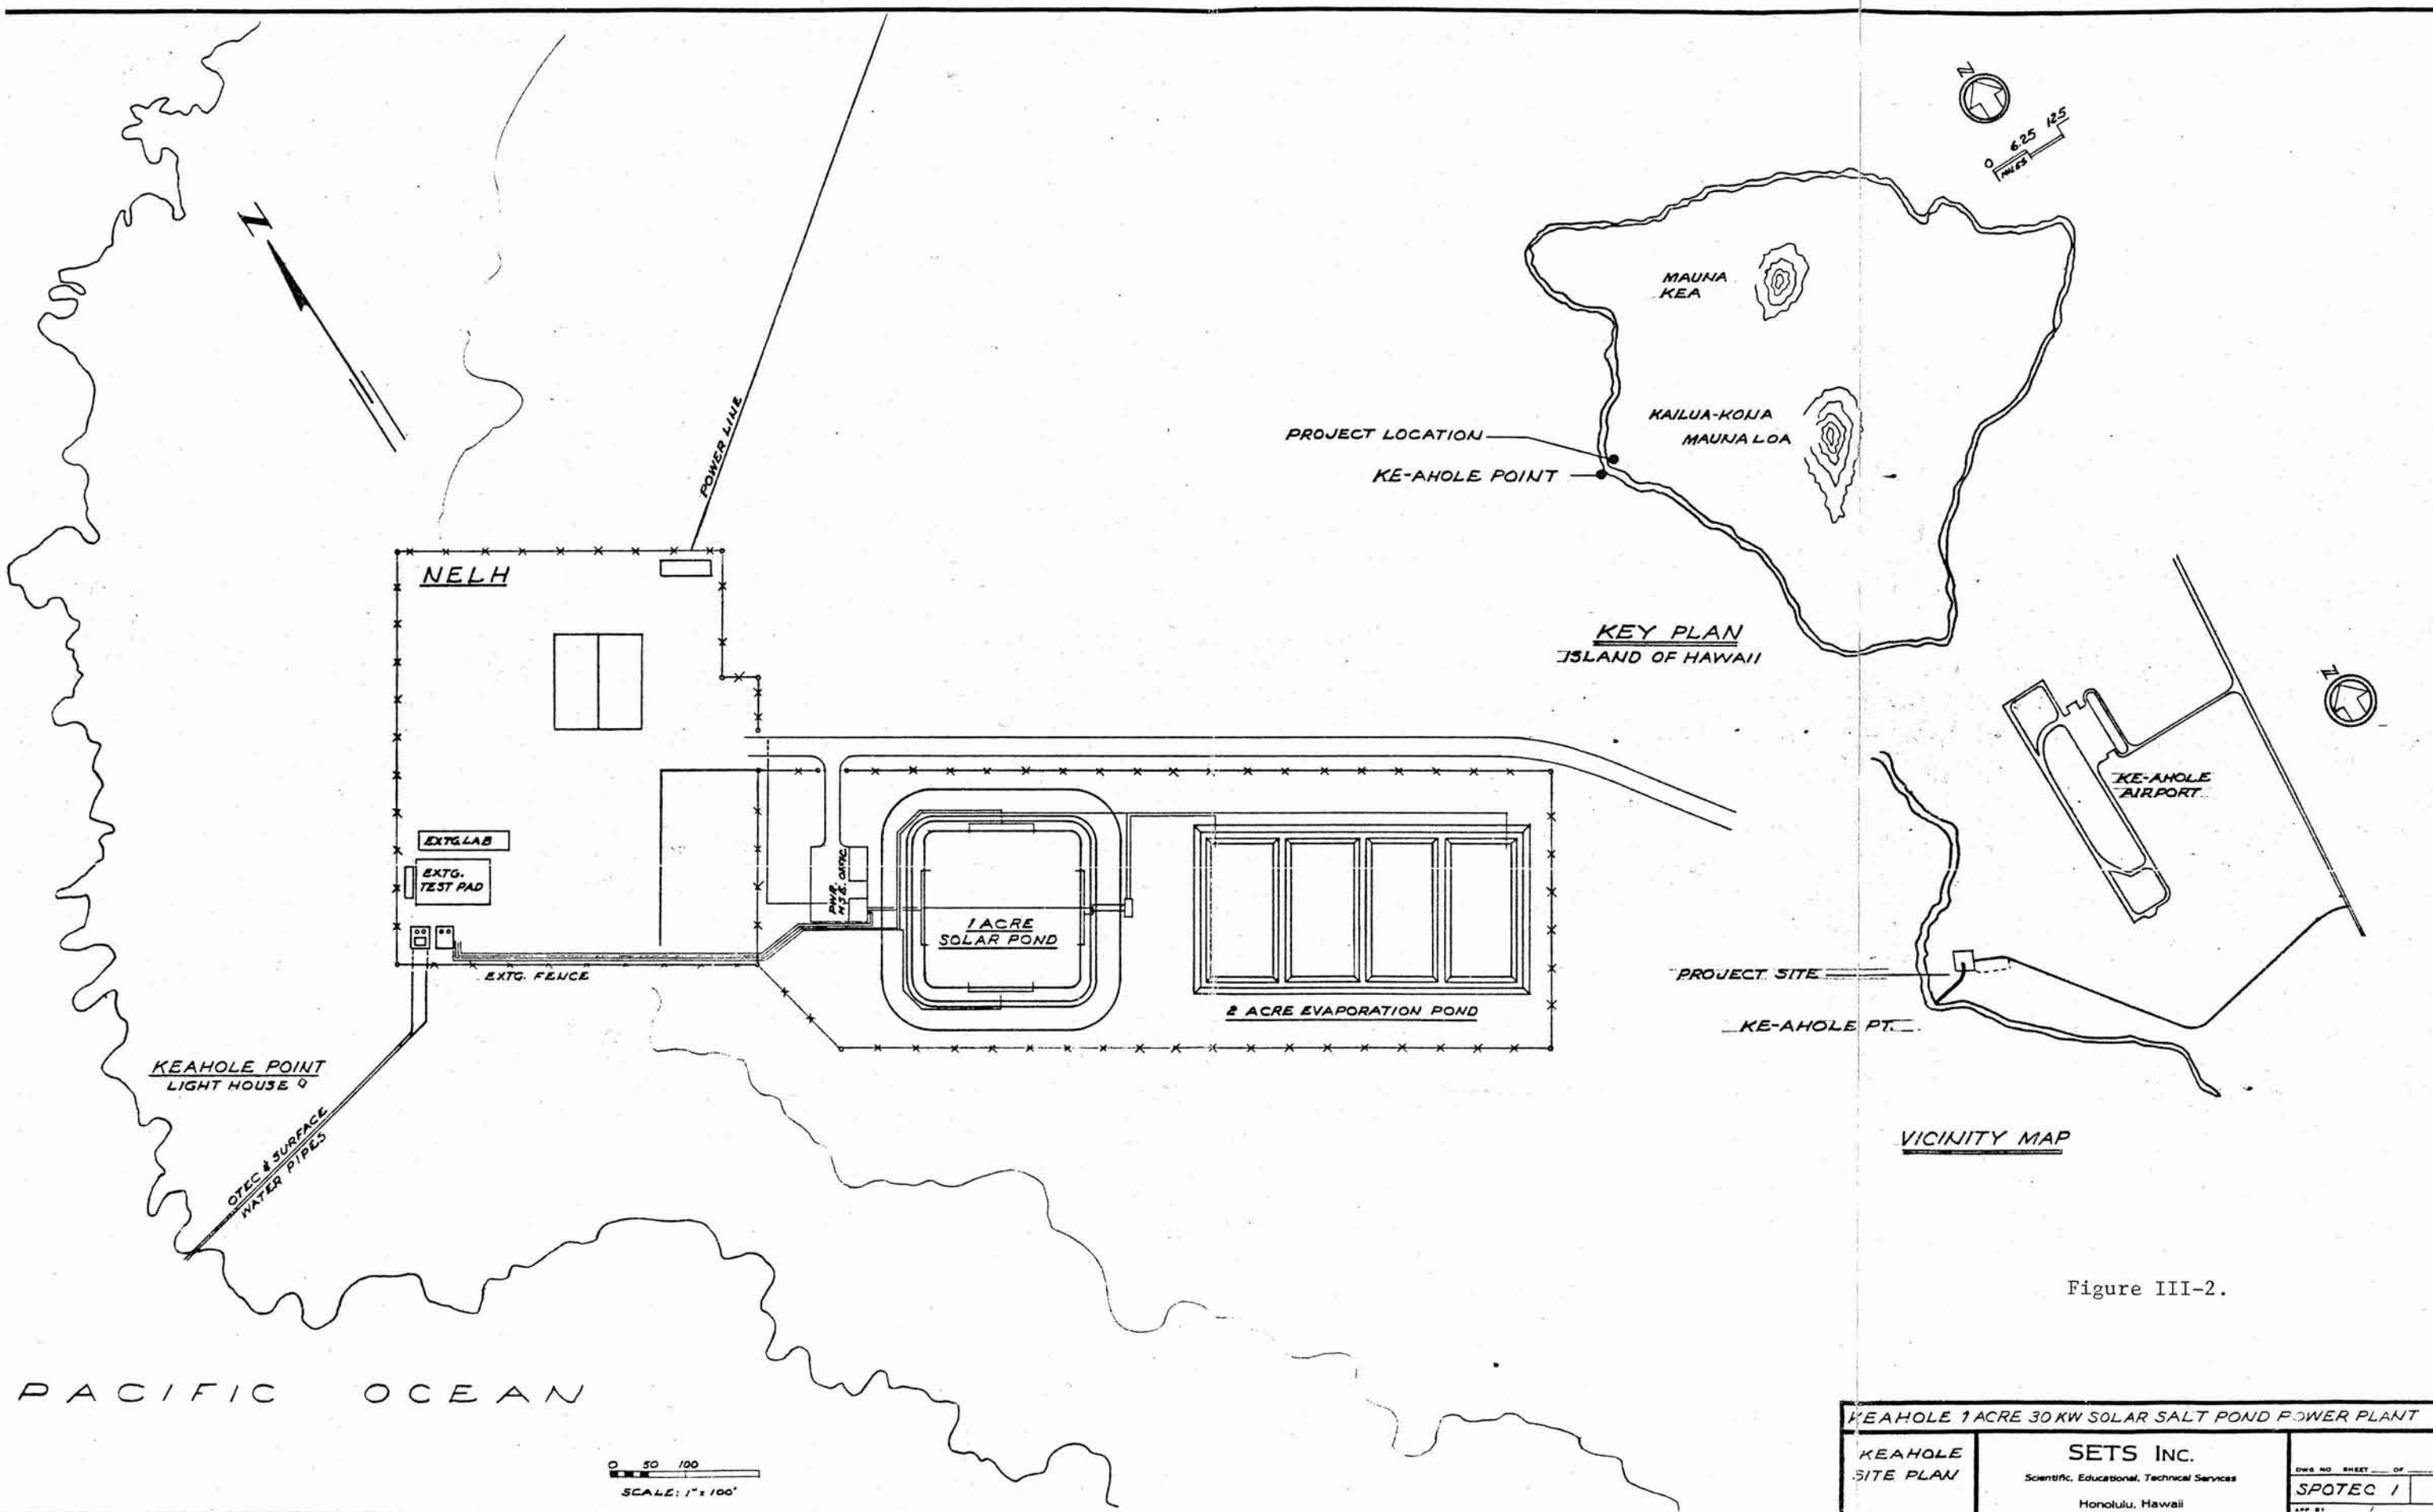 N
POWER LINE
NELH
EXTG. LAB
EXTG.
TEST PAD
EXTG. FENCE
PWR.
HSE. OFFIC
1 ACRE
SOLAR POND
2 ACRE EVAPORATION POND
KEAHOLE POINT
LIGHT HOUSE
OTEC & SURFACE
WATER PIPES
PACIFIC OCEAN
0 50 100
SCALE: 1" = 100'
N
0 6.25 12.5
MILES
MAUNA
KEA
KAILUA-KONA
MAUNA LOA
PROJECT LOCATION
KE-AHOLE POINT
KEY PLAN
ISLAND OF HAWAII
N
KE-AHOLE
AIRPORT
PROJECT SITE
KE-AHOLE PT.
VICINITY MAP
Figure III-2.
KEAHOLE 1 ACRE 30 KW SOLAR SALT POND POWER PLANT
KEAHOLE
SITE PLAN
SETS INC.
Scientific, Educational, Technical Services
Honolulu, Hawaii
DWG NO SHEET OF
SPOTEC 1
APP BY